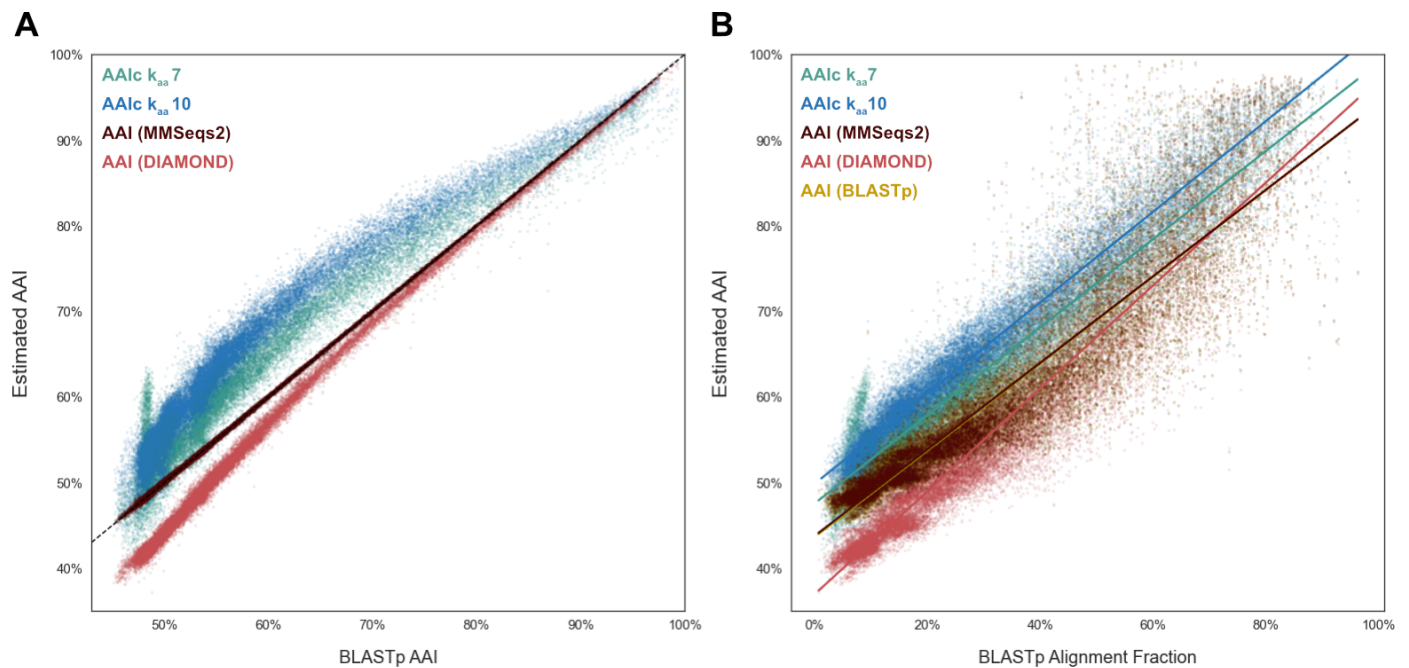 A
100%
90%
80%
70%
60%
50%
40%
Estimated AAI
AAIc kaa7
AAIc kaa10
AAI (MMSeqs2)
AAI (DIAMOND)
50%
60%
70%
80%
90%
100%
BLASTp AAI
B
100%
90%
80%
70%
60%
50%
40%
Estimated AAI
AAIc kaa7
AAIc kaa10
AAI (MMSeqs2)
AAI (DIAMOND)
AAI (BLASTp)
0%
20%
40%
60%
80%
100%
BLASTp Alignment Fraction